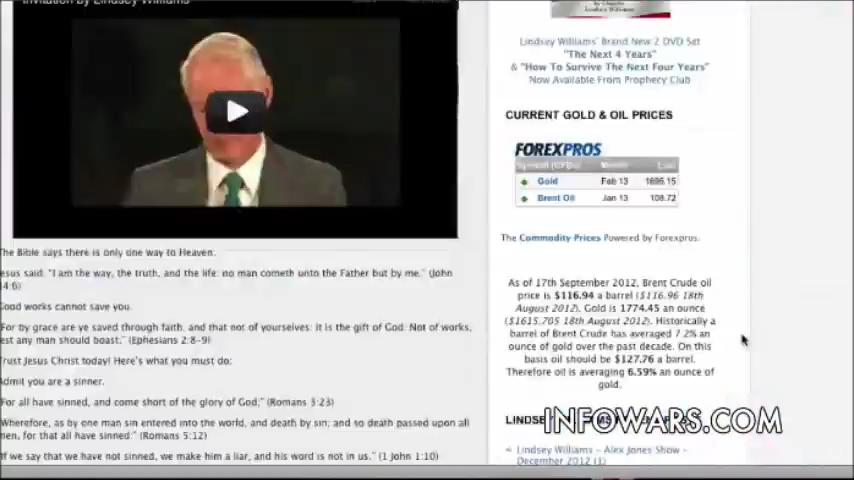 Invitation by Lindsey Williams
The Bible says there is only one way to Heaven.
esus said: "I am the way, the truth, and the life: no man cometh unto the Father but by me." (John
4:6)
Good works cannot save you.
For by grace are ye saved through faith, and that not of yourselves: it is the gift of God: Not of works,
est any man should boast." (Ephesians 2:8-9)
Trust Jesus Christ today! Here's what you must do:
Admit you are a sinner.
For all have sinned, and come short of the glory of God;" (Romans 3:23)
Wherefore, as by one man sin entered into the world, and death by sin; and so death passed upon all
men, for that all have sinned:" (Romans 5:12)
If we say that we have not sinned, we make him a liar, and his word is not in us." (1 John 1:10)
Lindsey Williams
Lindsey Williams' Brand New 2 DVD Set
"The Next 4 Years"
& "How To Survive The Next Four Years"
Now Available From Prophecy Club
CURRENT GOLD & OIL PRICES
FOREXPROS
Month
Gold Feb 13 1695.15
Brent Oil Jan 13 108.72
The Commodity Prices Powered by Forexpros.
As of 17th September 2012, Brent Crude oil
price is $116.94 a barrel ($116.96 18th
August 2012). Gold is 1774.45 an ounce
($1615.705 18th August 2012). Historically a
barrel of Brent Crude has averaged 7.2% an
ounce of gold over the past decade. On this
basis oil should be $127.76 a barrel.
Therefore oil is averaging 6.59% an ounce of
gold.
INFOWARS.COM
« Lindsey Williams – Alex Jones Show –
December 2012 (1)